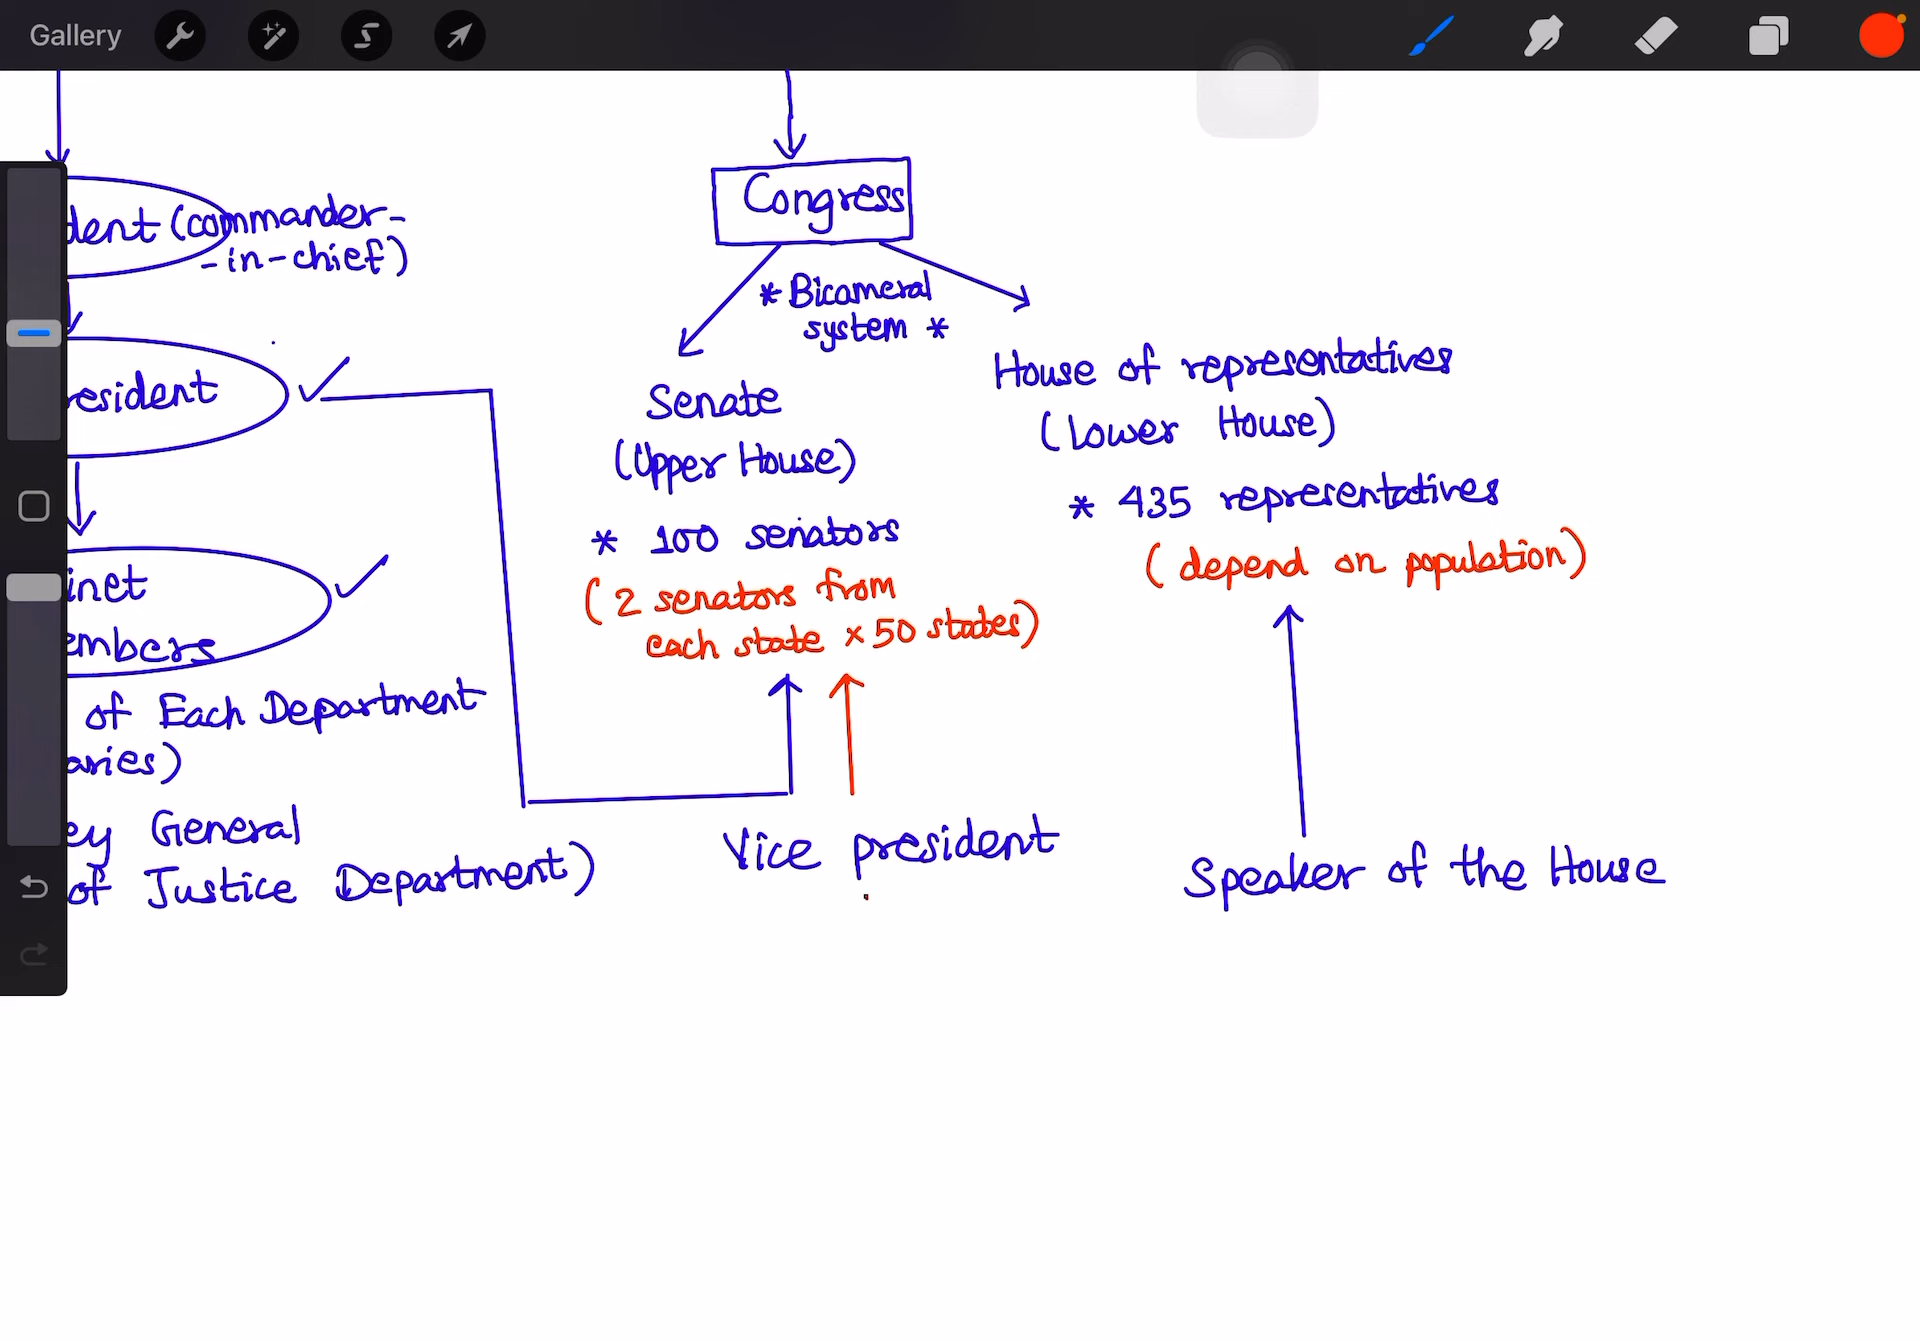 Gallery
Congress
dent (commander-
-in-chief)
* Bicameral
system *
resident
Senate
(Upper House)
* 100 senators
(2 senators from
each state x 50 states)
House of representatives
(Lower House)
* 435 representatives
(depend on population)
inet
embers
of Each Department
aries)
ey General
of Justice Department)
Vice president
Speaker of the House